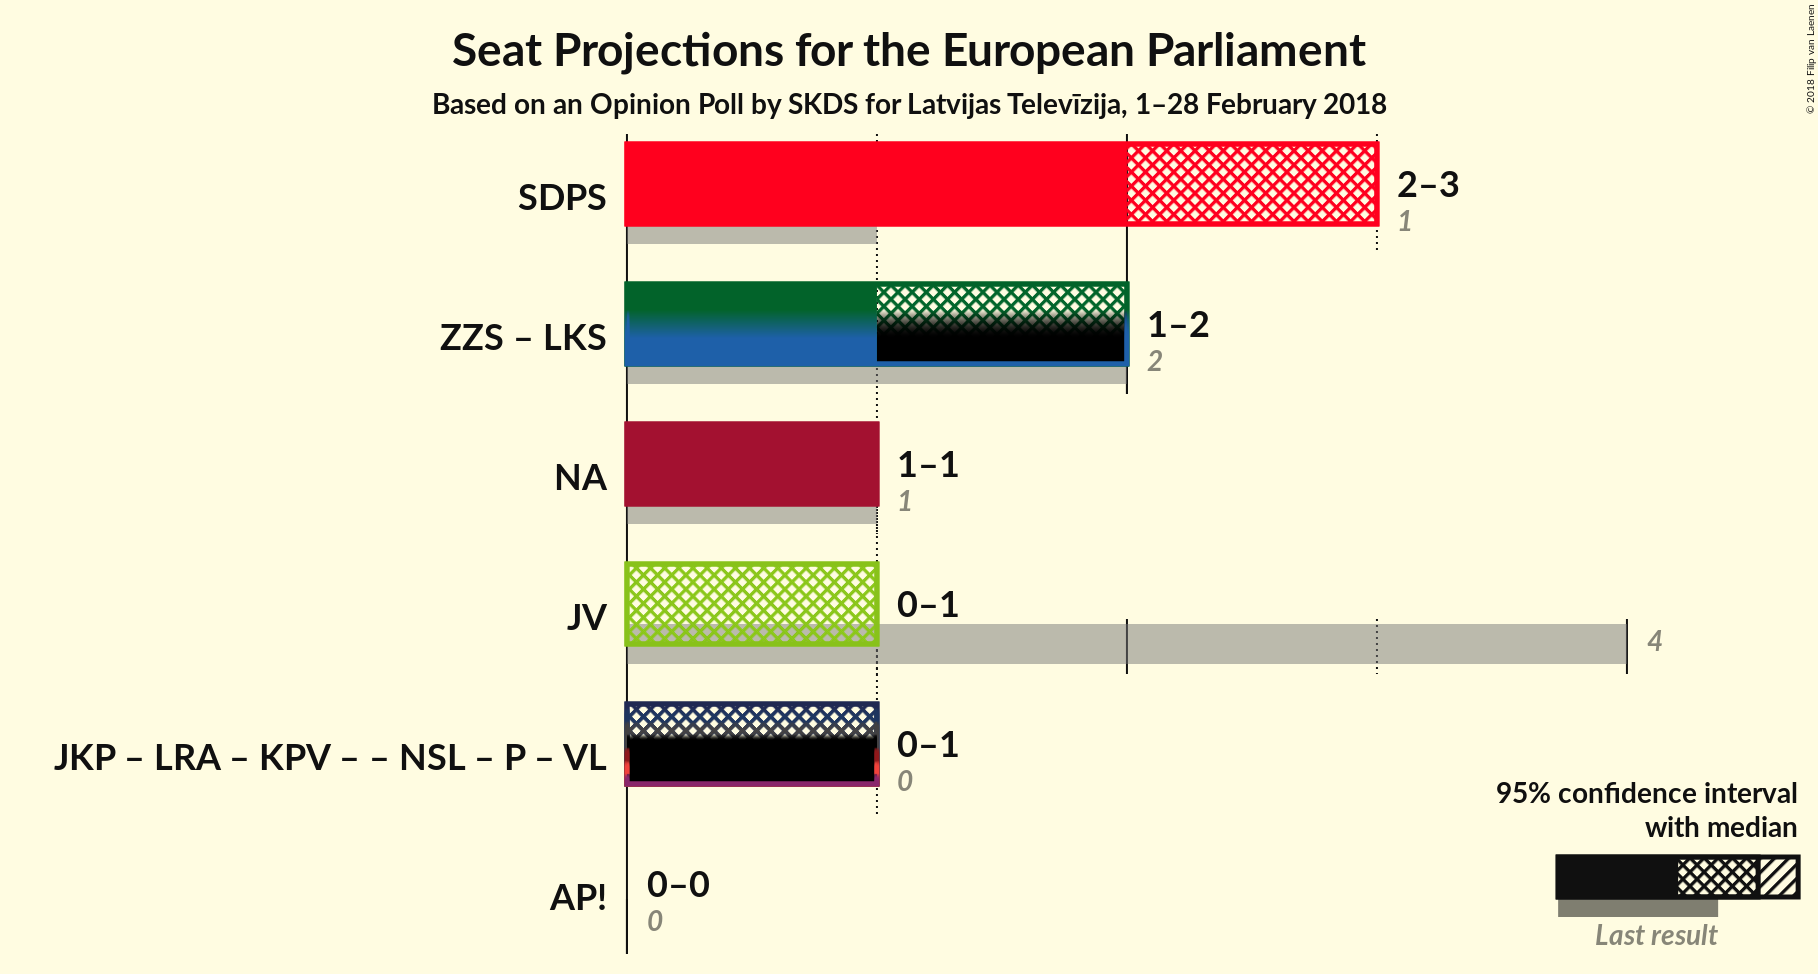 Seat Projections for the European Parliament
Based on an Opinion Poll by SKDS for Latvijas Televīzija, 1–28 February 2018
© 2018 Filip van Laenen
SDPS
2–3
1
ZZS – LKS
1–2
2
NA
1–1
1
JV
0–1
4
JKP – LRA – KPV – – NSL – P – VL
0–1
0
AP!
0–0
0
95% confidence interval
with median
Last result